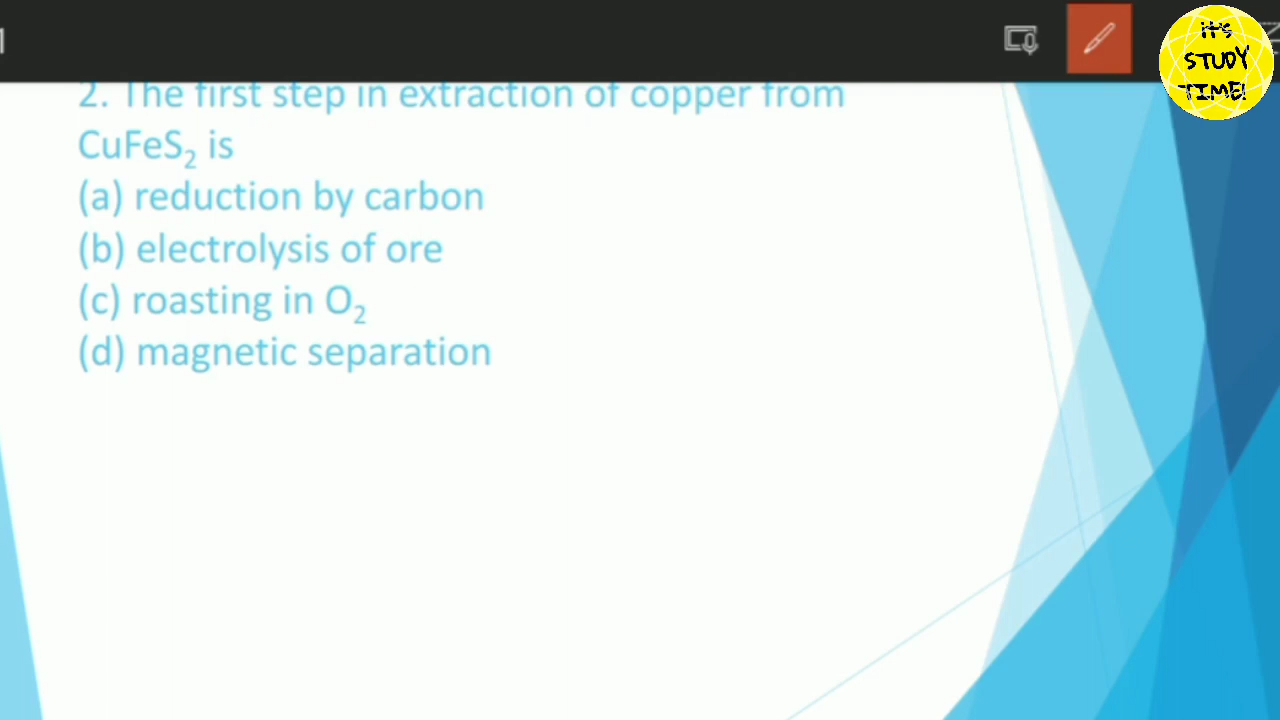 IT'S
STUDY
TIME!
2. The first step in extraction of copper from
CuFeS₂ is
(a) reduction by carbon
(b) electrolysis of ore
(c) roasting in O₂
(d) magnetic separation